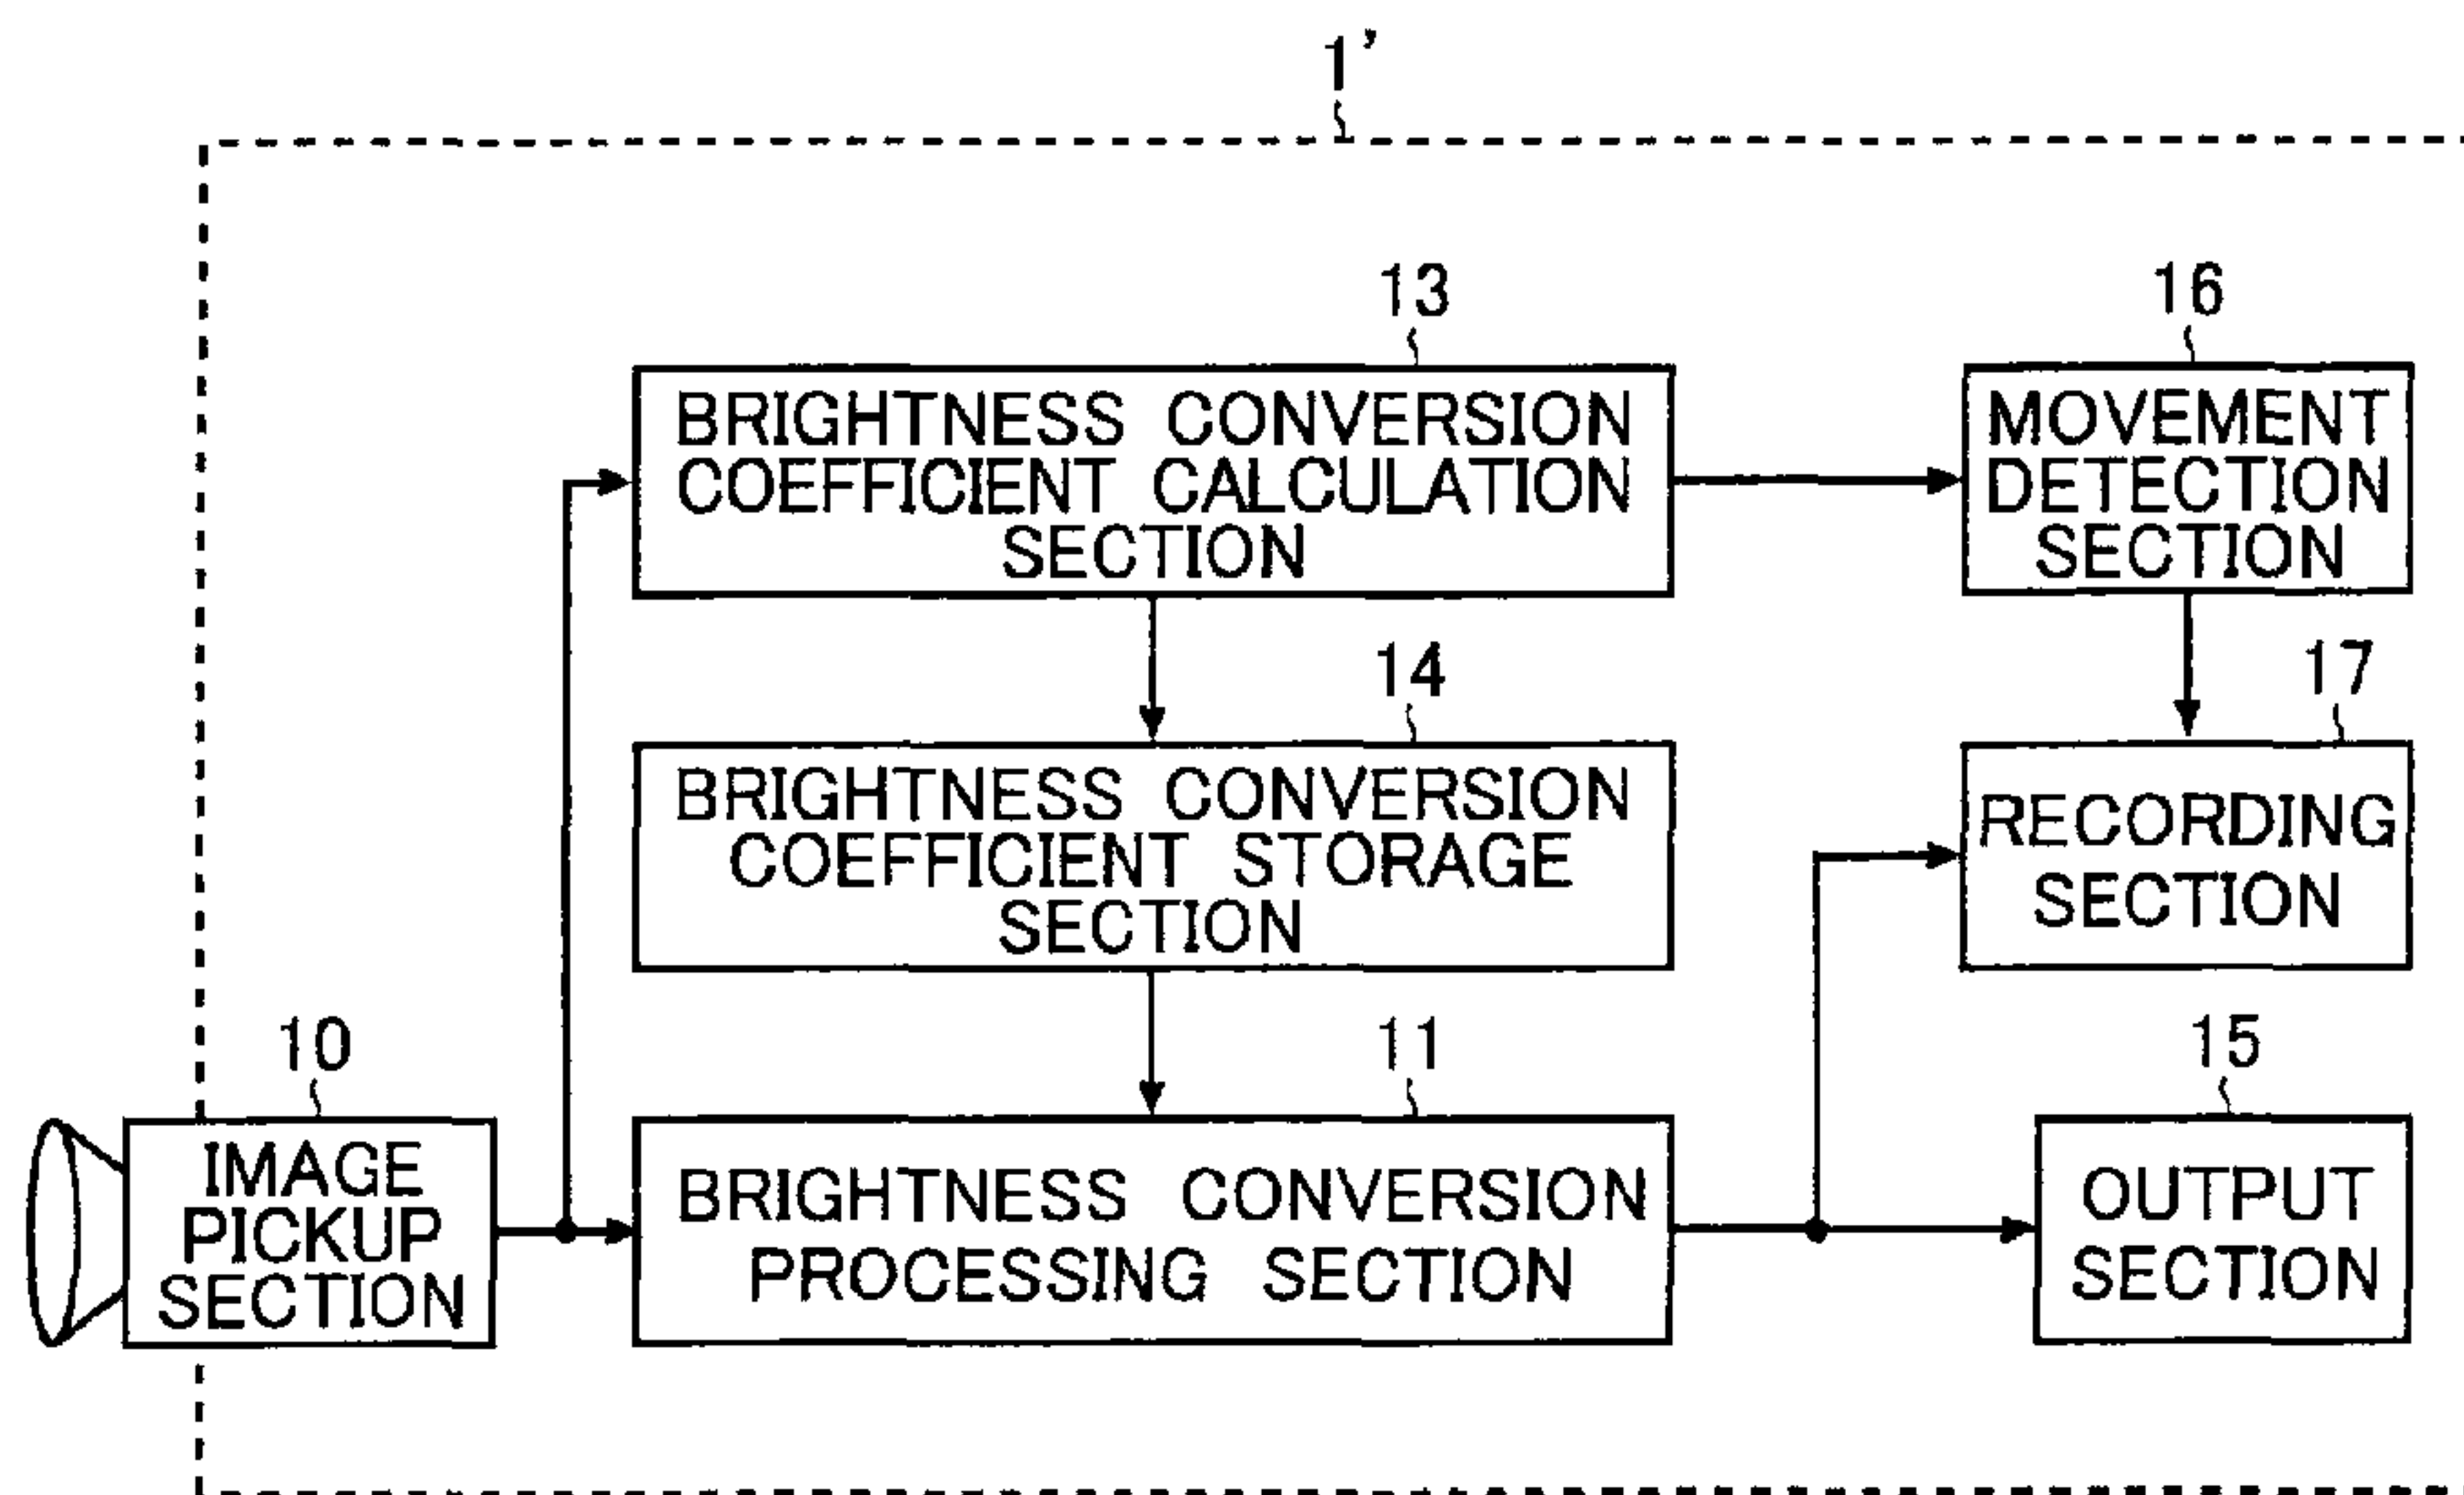 1'
13
BRIGHTNESS CONVERSION
COEFFICIENT CALCULATION
SECTION
16
MOVEMENT
DETECTION
SECTION
14
BRIGHTNESS CONVERSION
COEFFICIENT STORAGE
SECTION
17
RECORDING
SECTION
10
IMAGE
PICKUP
SECTION
11
BRIGHTNESS CONVERSION
PROCESSING SECTION
15
OUTPUT
SECTION